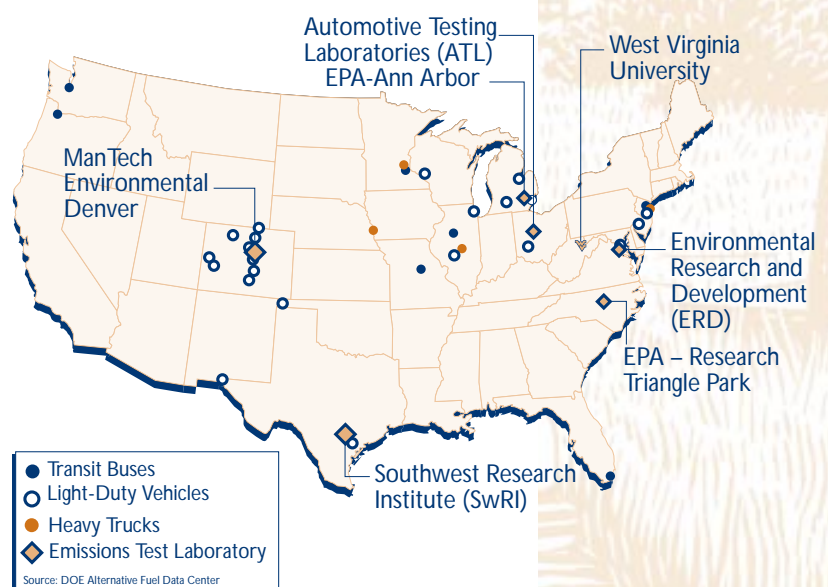 Automotive Testing
Laboratories (ATL)
EPA-Ann Arbor
West Virginia
University
ManTech
Environmental
Denver
Environmental
Research and
Development
(ERD)
EPA – Research
Triangle Park
Southwest Research
Institute (SwRI)
Transit Buses
Light-Duty Vehicles
Heavy Trucks
Emissions Test Laboratory
Source: DOE Alternative Fuel Data Center